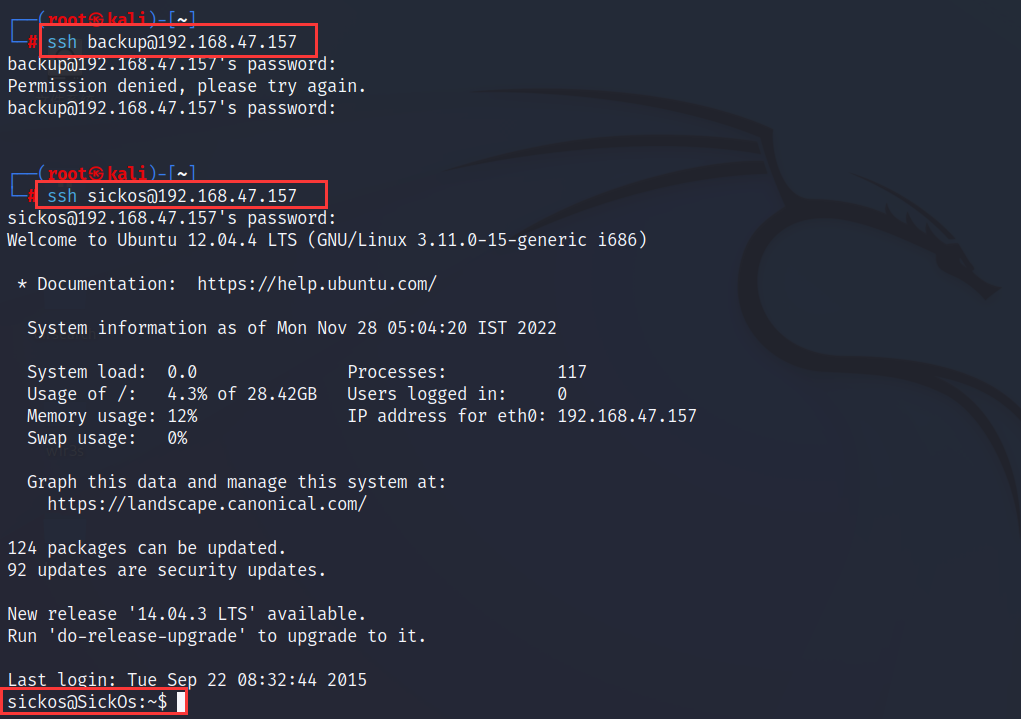 ┌──(root㉿kali)-[~]
└─# ssh backup@192.168.47.157
backup@192.168.47.157's password:
Permission denied, please try again.
backup@192.168.47.157's password:
┌──(root㉿kali)-[~]
└─# ssh sickos@192.168.47.157
sickos@192.168.47.157's password:
Welcome to Ubuntu 12.04.4 LTS (GNU/Linux 3.11.0-15-generic i686)
* Documentation:  https://help.ubuntu.com/
System information as of Mon Nov 28 05:04:20 IST 2022
System load:  0.0                Processes:           117
Usage of /:   4.3% of 28.42GB   Users logged in:     0
Memory usage: 12%               IP address for eth0: 192.168.47.157
Swap usage:   0%
Graph this data and manage this system at:
https://landscape.canonical.com/
124 packages can be updated.
92 updates are security updates.
New release '14.04.3 LTS' available.
Run 'do-release-upgrade' to upgrade to it.
Last login: Tue Sep 22 08:32:44 2015
sickos@SickOs:~$